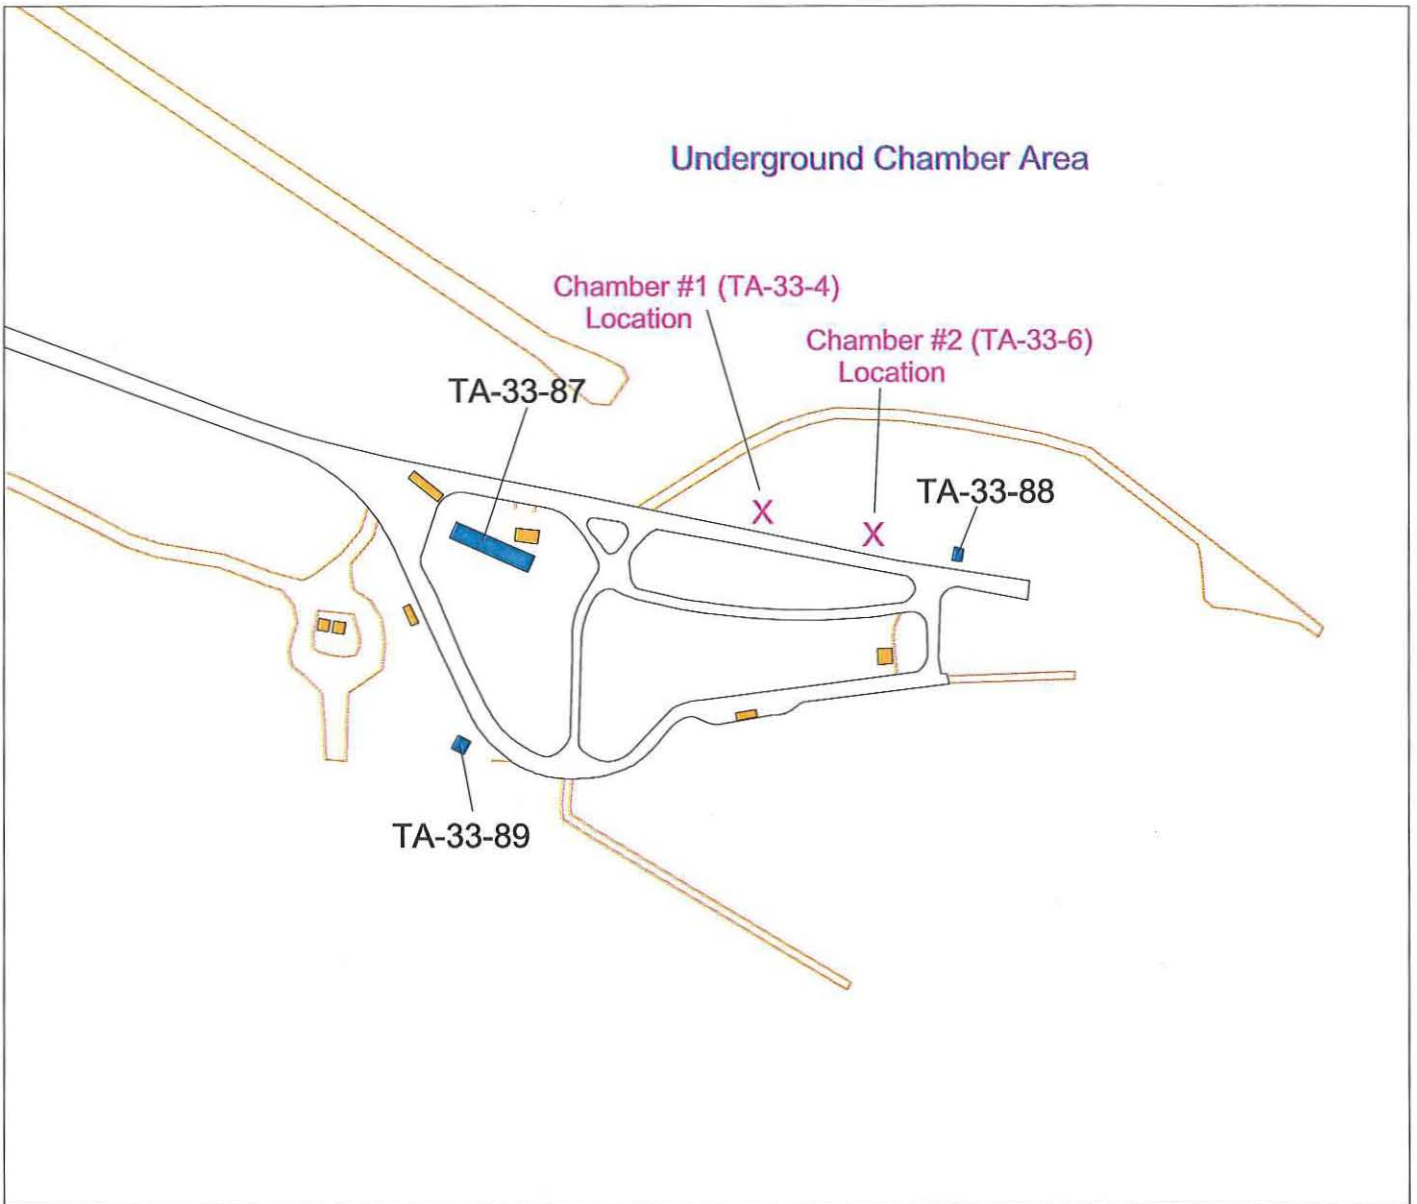 Underground Chamber Area
Chamber #1 (TA-33-4)
Location
Chamber #2 (TA-33-6)
Location
TA-33-87
TA-33-88
X
X
TA-33-89